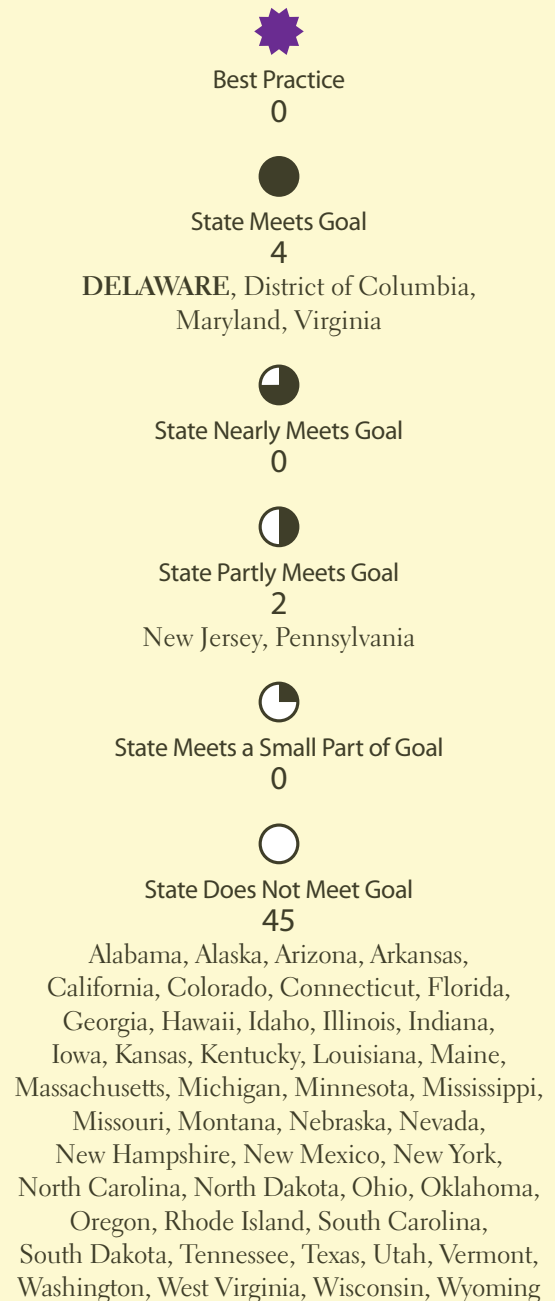 Best Practice
0
State Meets Goal
4
DELAWARE, District of Columbia,
Maryland, Virginia
State Nearly Meets Goal
0
State Partly Meets Goal
2
New Jersey, Pennsylvania
State Meets a Small Part of Goal
0
State Does Not Meet Goal
45
Alabama, Alaska, Arizona, Arkansas,
California, Colorado, Connecticut, Florida,
Georgia, Hawaii, Idaho, Illinois, Indiana,
Iowa, Kansas, Kentucky, Louisiana, Maine,
Massachusetts, Michigan, Minnesota, Mississippi,
Missouri, Montana, Nebraska, Nevada,
New Hampshire, New Mexico, New York,
North Carolina, North Dakota, Ohio, Oklahoma,
Oregon, Rhode Island, South Carolina,
South Dakota, Tennessee, Texas, Utah, Vermont,
Washington, West Virginia, Wisconsin, Wyoming